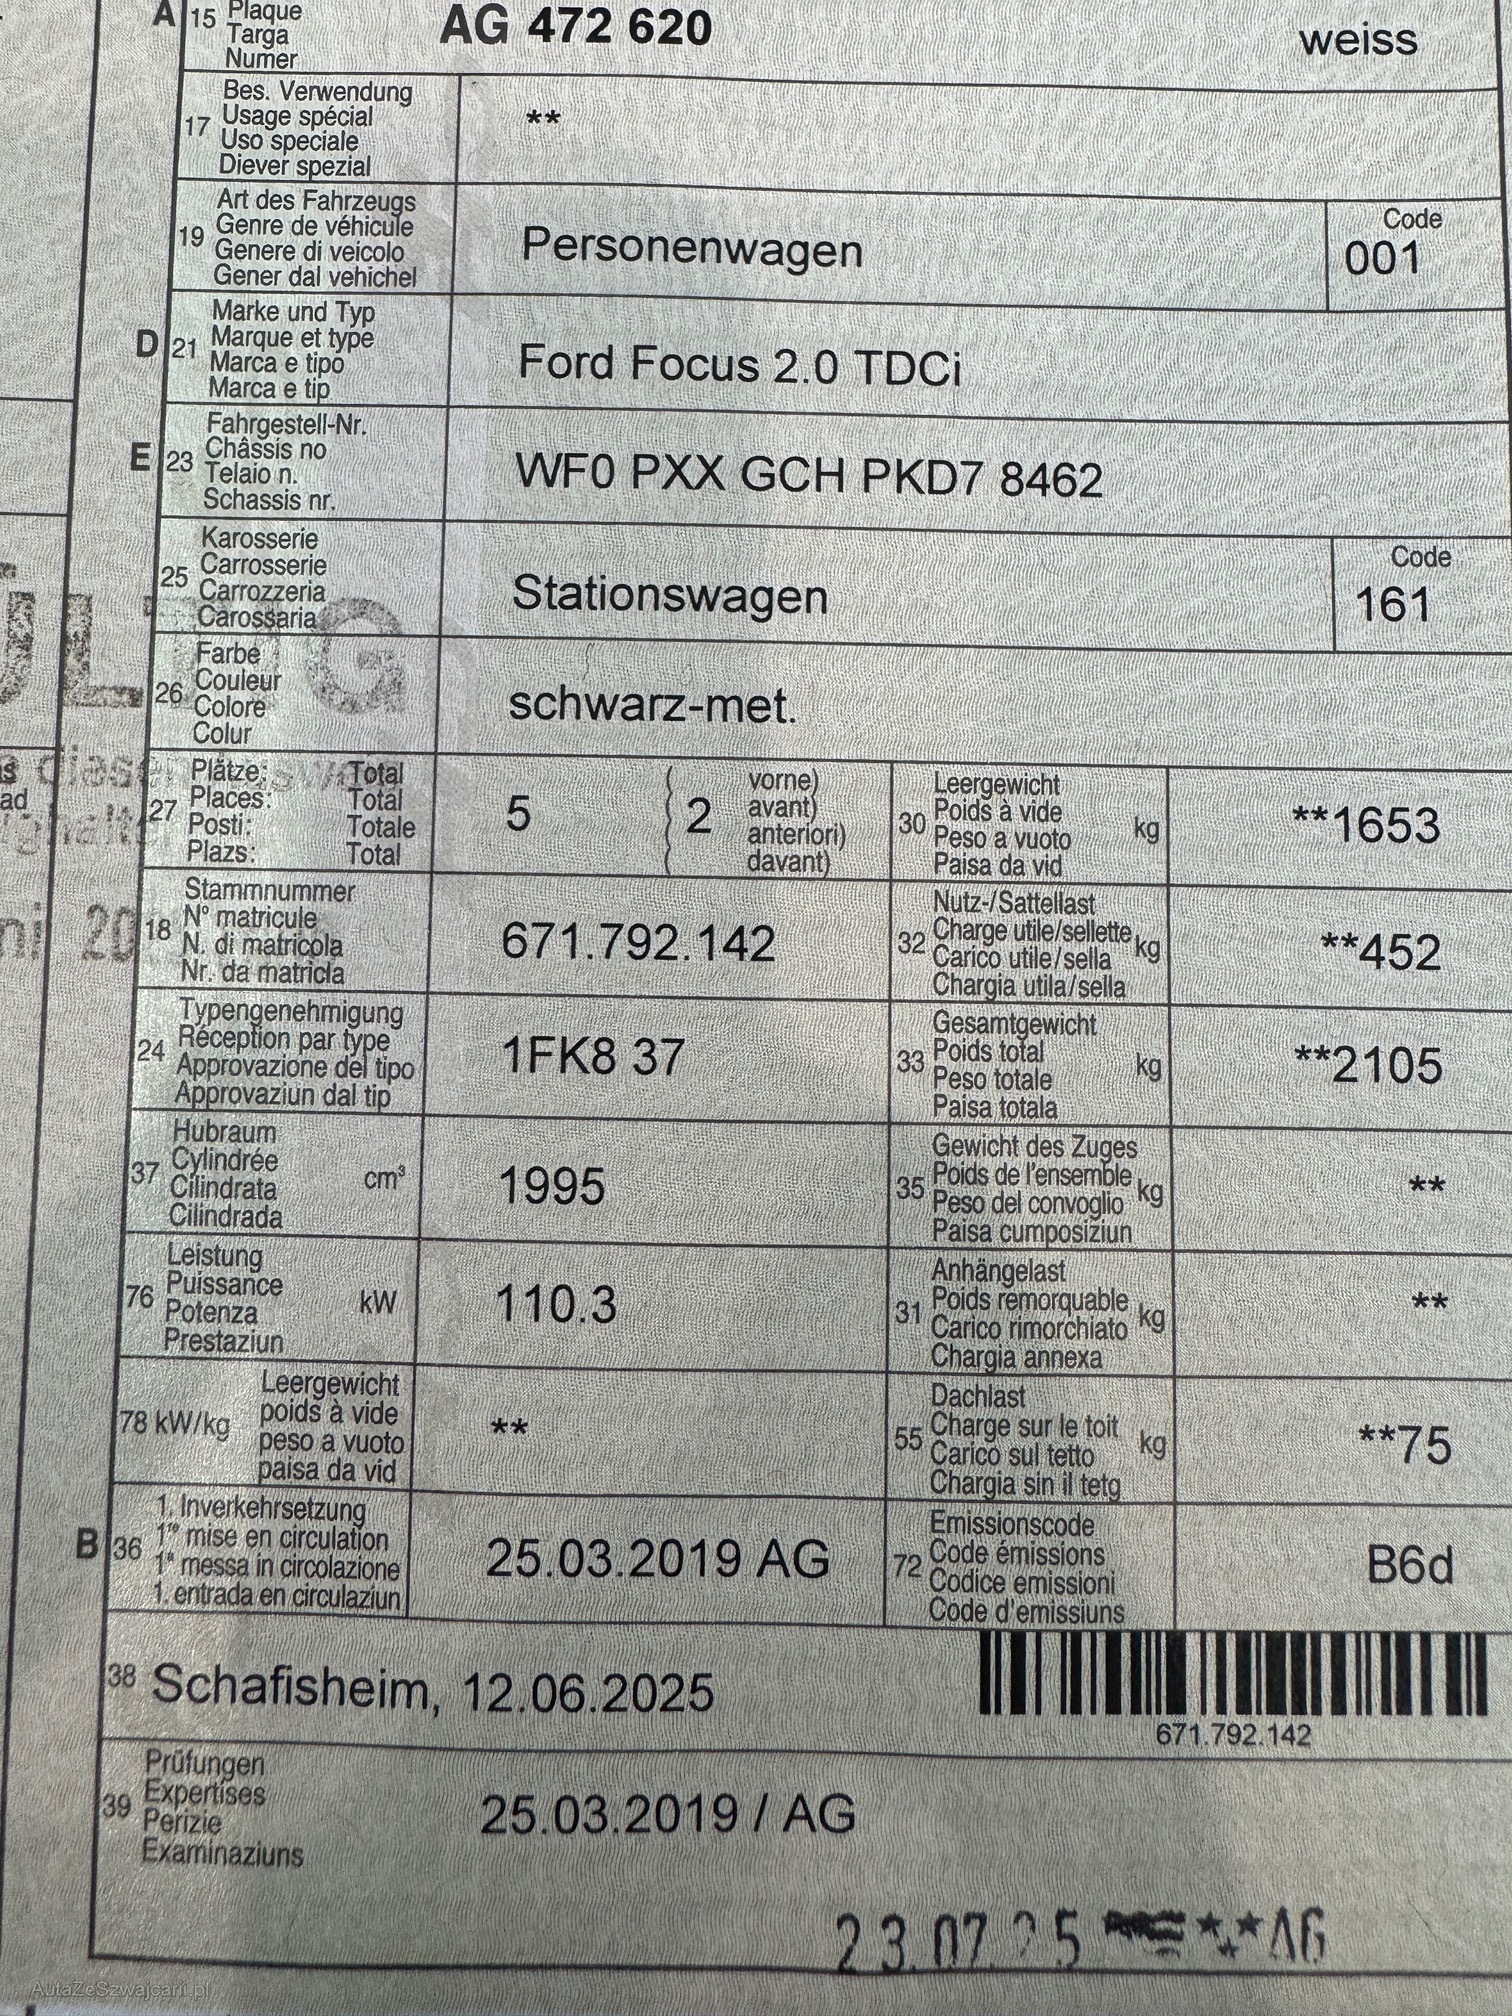 A 15 Plaque
Targa
Numer
AG 472 620
weiss
17 Bes. Verwendung
Usage spécial
Uso speciale
Diever spezial
**
19 Art des Fahrzeugs
Genre de véhicule
Genere di veicolo
Gener dal vehichel
Personenwagen
Code
001
D 21 Marke und Typ
Marque et type
Marca e tipo
Marca e tip
Ford Focus 2.0 TDCi
E 23 Fahrgestell-Nr.
Châssis no
Telaio n.
Schassis nr.
WF0 PXX GCH PKD7 8462
25 Karosserie
Carrosserie
Carrozzeria
Carossaria
Stationswagen
Code
161
26 Farbe
Couleur
Colore
Colur
schwarz-met.
27 Plätze: Total
Places: Total
Posti: Totale
Plazs: Total
5
2
vorne)
avant)
anteriori)
davant)
30 Leergewicht
Poids à vide
Peso a vuoto
Paisa da vid
kg
**1653
18 Stammnummer
N° matricule
N. di matricola
Nr. da matricla
671.792.142
32 Nutz-/Sattellast
Charge utile/sellette
Carico utile/sella
Chargia utila/sella
kg
**452
24 Typengenehmigung
Réception par type
Approvazione del tipo
Approvaziun dal tip
1FK8 37
33 Gesamtgewicht
Poids total
Peso totale
Paisa totala
kg
**2105
37 Hubraum
Cylindrée
Cilindrata
Cilindrada
cm³
1995
35 Gewicht des Zuges
Poids de l'ensemble
Peso del convoglio
Paisa cumposiziun
kg
**
76 Leistung
Puissance
Potenza
Prestaziun
kW
110.3
31 Anhängelast
Poids remorquable
Carico rimorchiato
Chargia annexa
kg
**
78 kW/kg
Leergewicht
poids à vide
peso a vuoto
paisa da vid
**
55 Dachlast
Charge sur le toit
Carico sul tetto
Chargia sin il tetg
kg
**75
B 36 1. Inverkehrsetzung
1re mise en circulation
1a messa in circolazione
1. entrada en circulaziun
25.03.2019 AG
72 Emissionscode
Code émissions
Codice emissioni
Code d'emissiuns
B6d
38 Schafisheim, 12.06.2025
671.792.142
39 Prüfungen
Expertises
Perizie
Examinaziuns
25.03.2019 / AG
23.07.25 AG
AutaZeSzwajcarii.pl